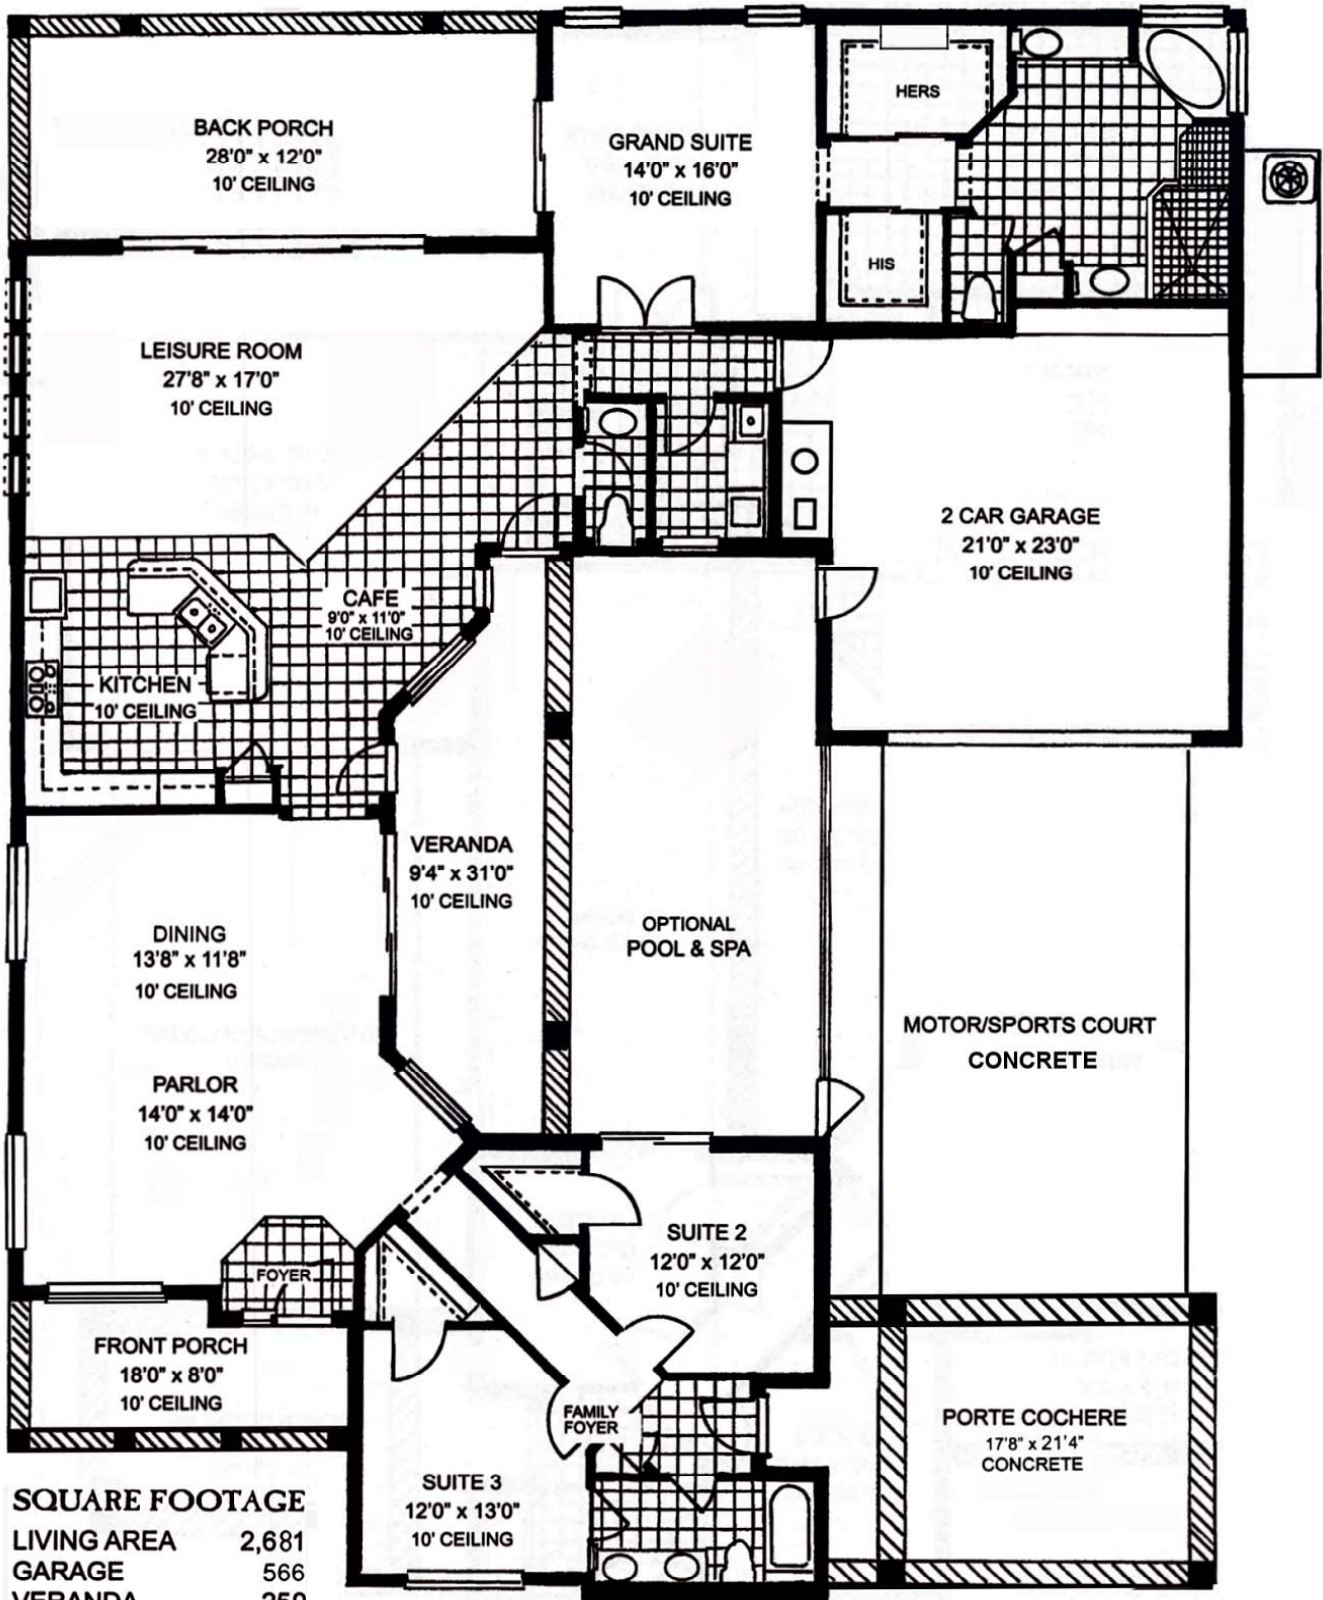 BACK PORCH
28'0" x 12'0"
10' CEILING
GRAND SUITE
14'0" x 16'0"
10' CEILING
HERS
HIS
LEISURE ROOM
27'8" x 17'0"
10' CEILING
2 CAR GARAGE
21'0" x 23'0"
10' CEILING
CAFE
9'0" x 11'0"
10' CEILING
KITCHEN
10' CEILING
VERANDA
9'4" x 31'0"
10' CEILING
OPTIONAL
POOL & SPA
DINING
13'8" x 11'8"
10' CEILING
MOTOR/SPORTS COURT
CONCRETE
PARLOR
14'0" x 14'0"
10' CEILING
SUITE 2
12'0" x 12'0"
10' CEILING
FOYER
FRONT PORCH
18'0" x 8'0"
10' CEILING
FAMILY
FOYER
PORTE COCHERE
17'8" x 21'4"
CONCRETE
SUITE 3
12'0" x 13'0"
10' CEILING
SQUARE FOOTAGE
LIVING AREA 2,681
GARAGE 566
VERANDA